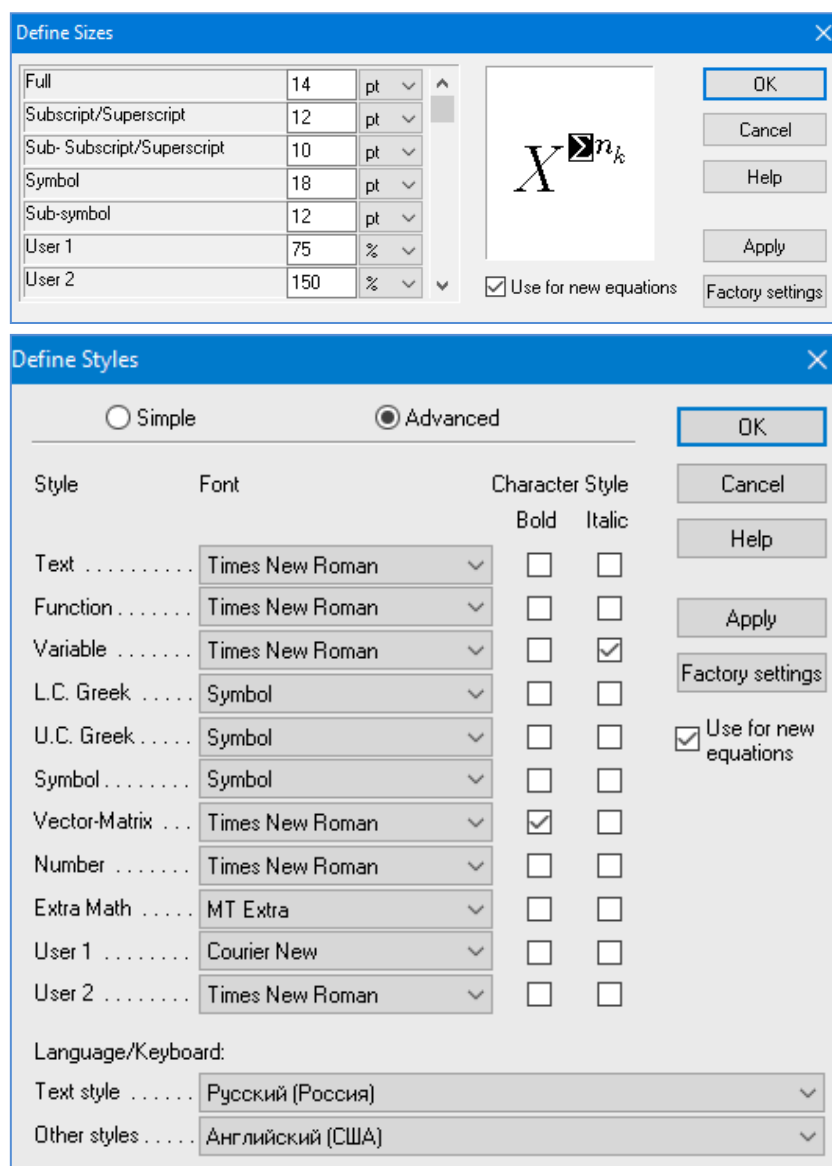 Define Sizes
Full 14 pt
Subscript/Superscript 12 pt
Sub- Subscript/Superscript 10 pt
Symbol 18 pt
Sub-symbol 12 pt
User 1 75 %
User 2 150 %
X Σ n k
Use for new equations
OK
Cancel
Help
Apply
Factory settings
Define Styles
Simple Advanced
Style Font Character Style
Bold Italic
Text .......... Times New Roman
Function ....... Times New Roman
Variable ....... Times New Roman
L.C. Greek ..... Symbol
U.C. Greek ..... Symbol
Symbol ........ Symbol
Vector-Matrix ... Times New Roman
Number ....... Times New Roman
Extra Math ..... MT Extra
User 1 ........ Courier New
User 2 ........ Times New Roman
Language/Keyboard:
Text style ...... Русский (Россия)
Other styles ..... Английский (США)
OK
Cancel
Help
Apply
Factory settings
Use for new
equations